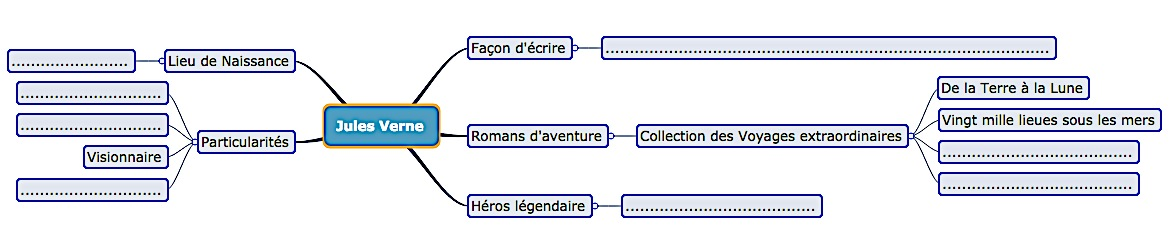 Jules Verne
Lieu de Naissance
......................
Particularités
...........................
...........................
Visionnaire
...........................
Façon d'écrire
...................................................................................
Romans d'aventure
Collection des Voyages extraordinaires
De la Terre à la Lune
Vingt mille lieues sous les mers
...................................
...................................
Héros légendaire
...................................